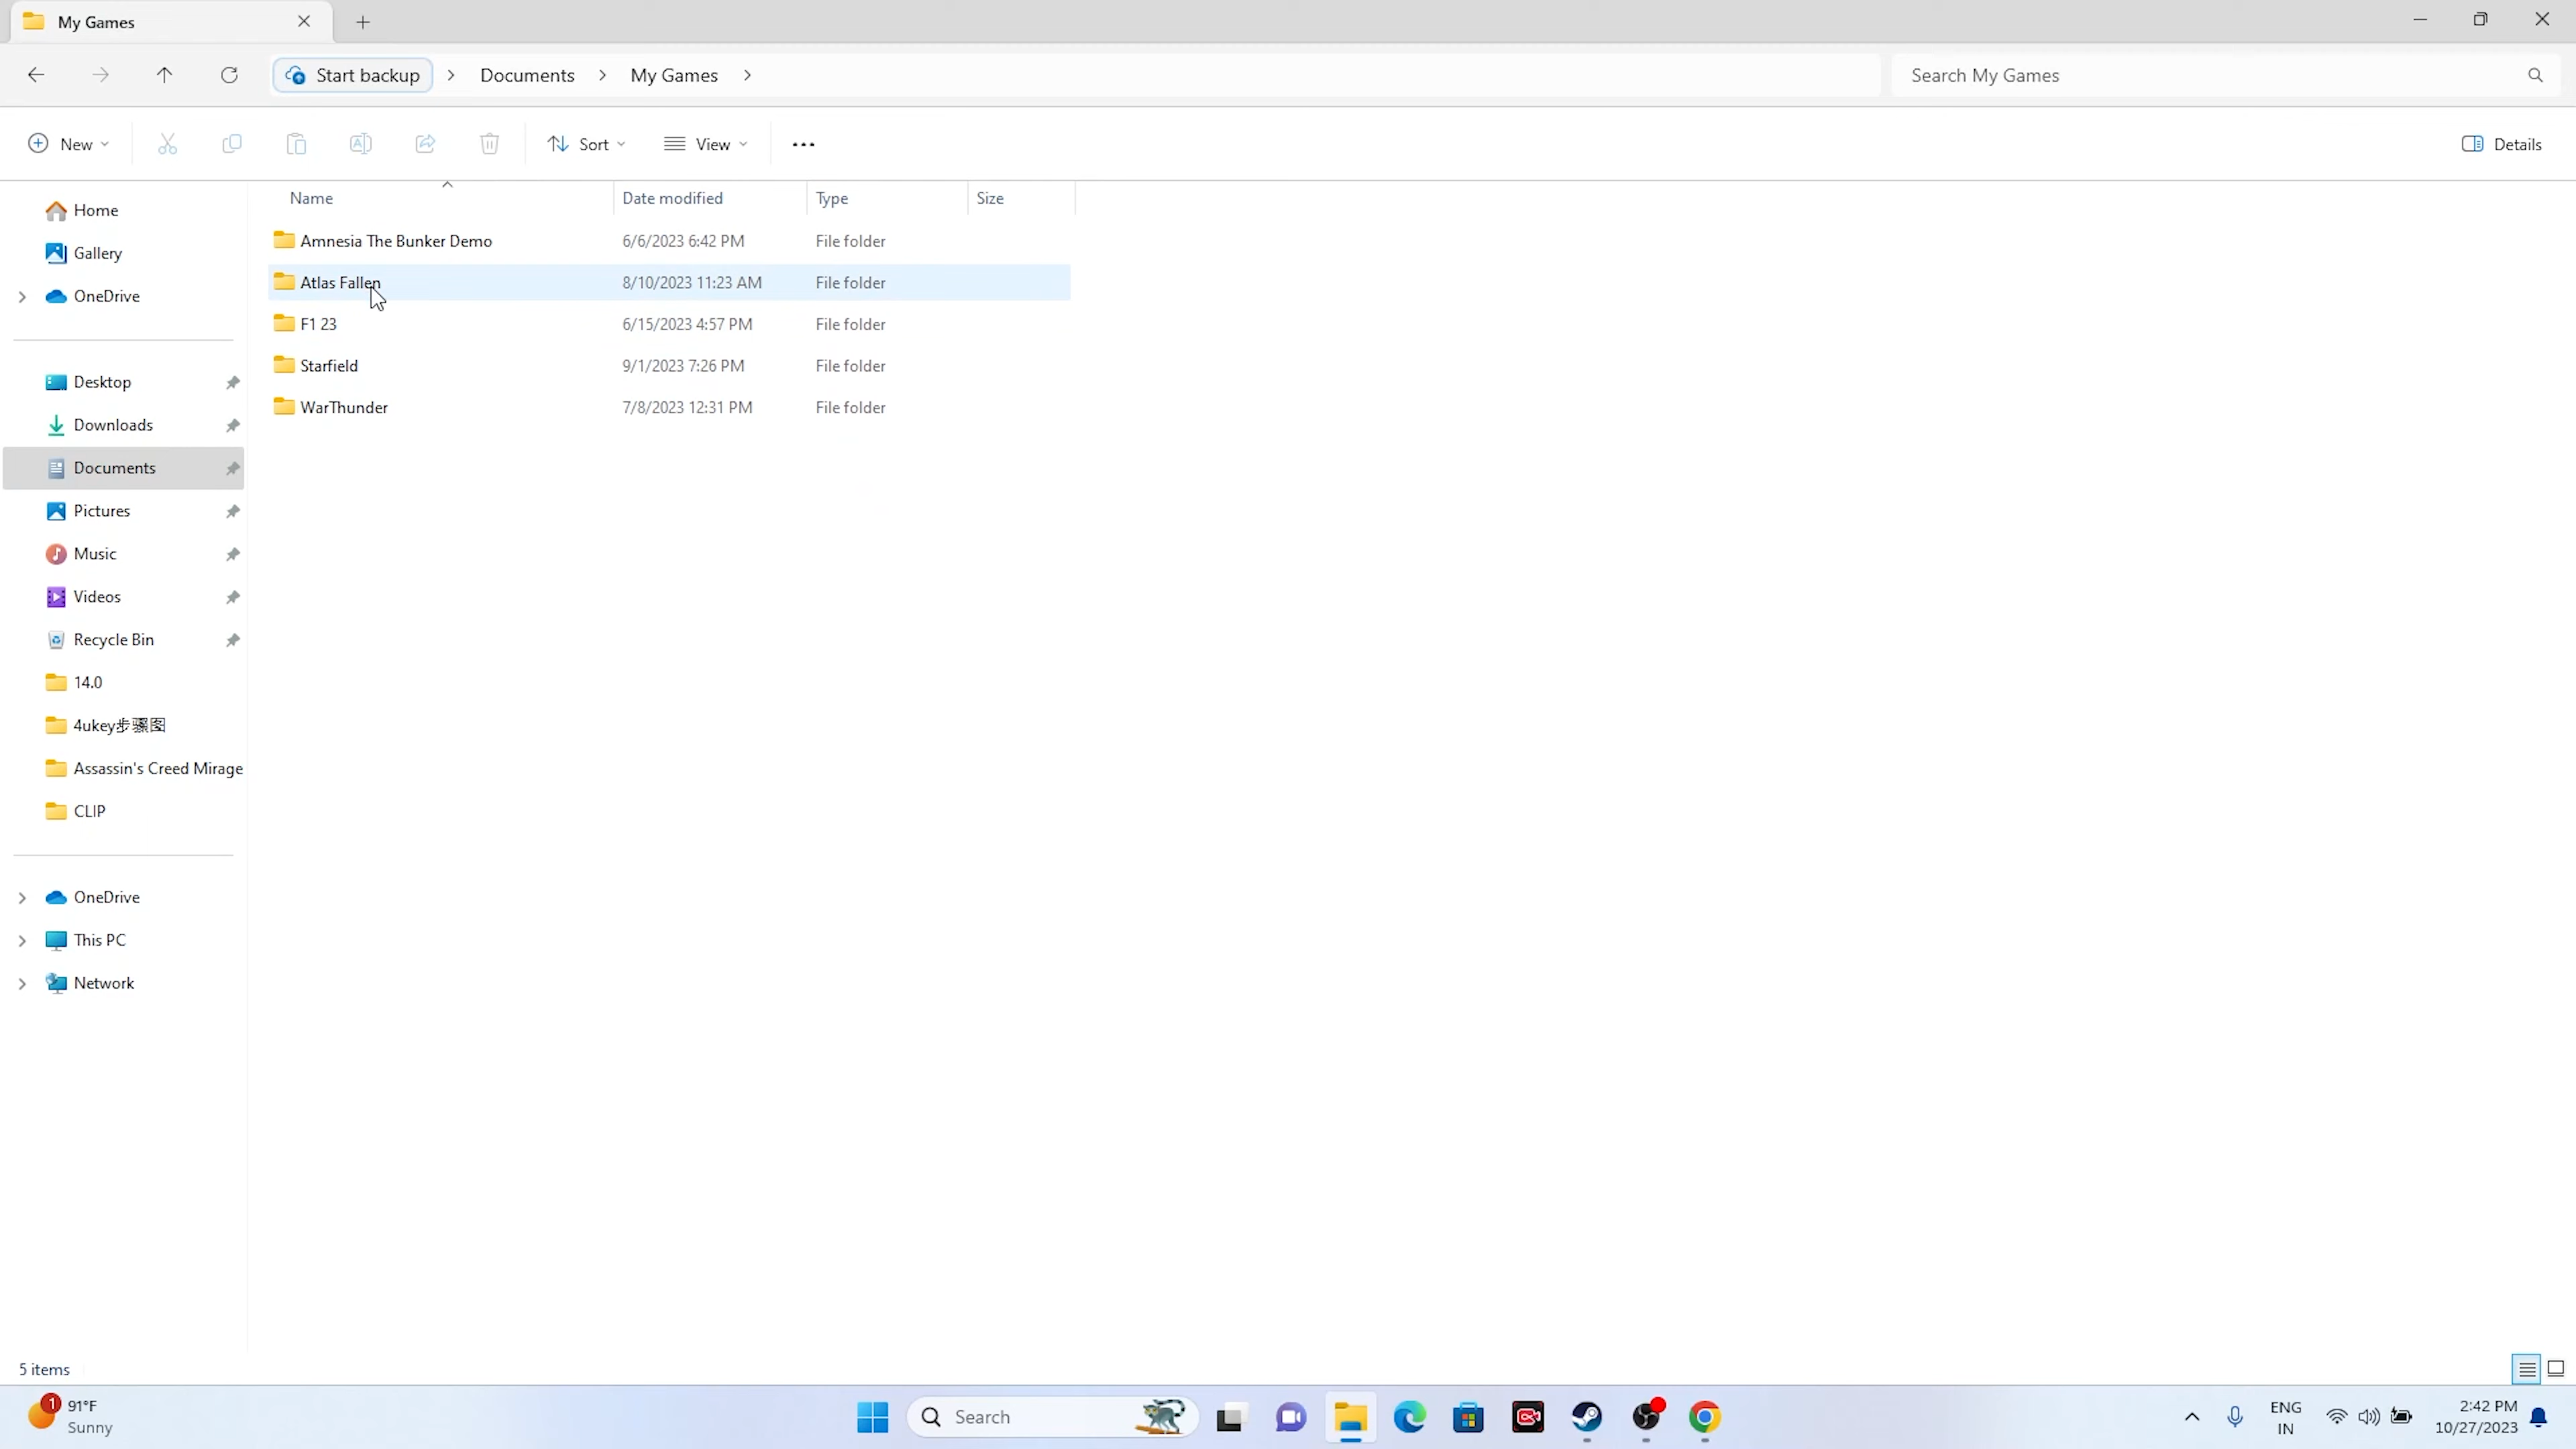 My Games
Start backup > Documents > My Games >
Search My Games
New
Sort
View
Details
Name Date modified Type Size
Amnesia The Bunker Demo 6/6/2023 6:42 PM File folder
Atlas Fallen 8/10/2023 11:23 AM File folder
F1 23 6/15/2023 4:57 PM File folder
Starfield 9/1/2023 7:26 PM File folder
WarThunder 7/8/2023 12:31 PM File folder
Home
Gallery
OneDrive
Desktop
Downloads
Documents
Pictures
Music
Videos
Recycle Bin
14.0
4ukey步骤图
Assassin's Creed Mirage
CLIP
OneDrive
This PC
Network
5 items
1
91°F
Sunny
Search
ENG
IN
2:42 PM
10/27/2023